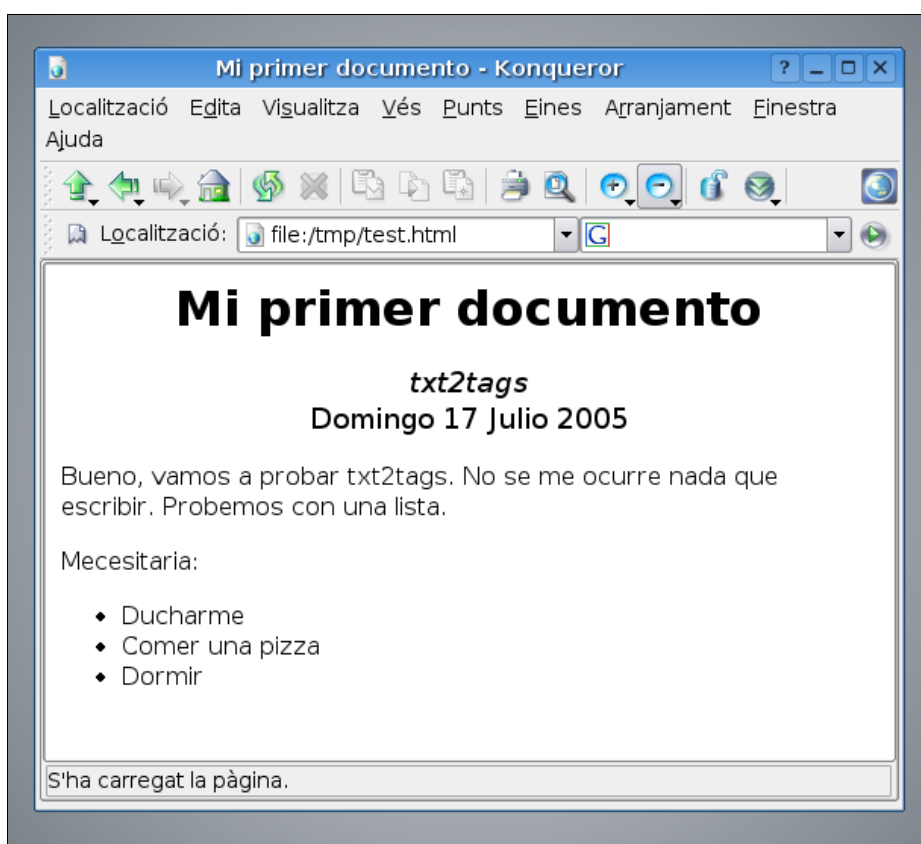 Mi primer documento - Konqueror
Localització Edita Visualitza Vés Punts Eines Arranjament Finestra
Ajuda
Localització: file:/tmp/test.html G
Mi primer documento
txt2tags
Domingo 17 Julio 2005
Bueno, vamos a probar txt2tags. No se me ocurre nada que
escribir. Probemos con una lista.
Mecesitaria:
Ducharme
Comer una pizza
Dormir
S'ha carregat la pàgina.